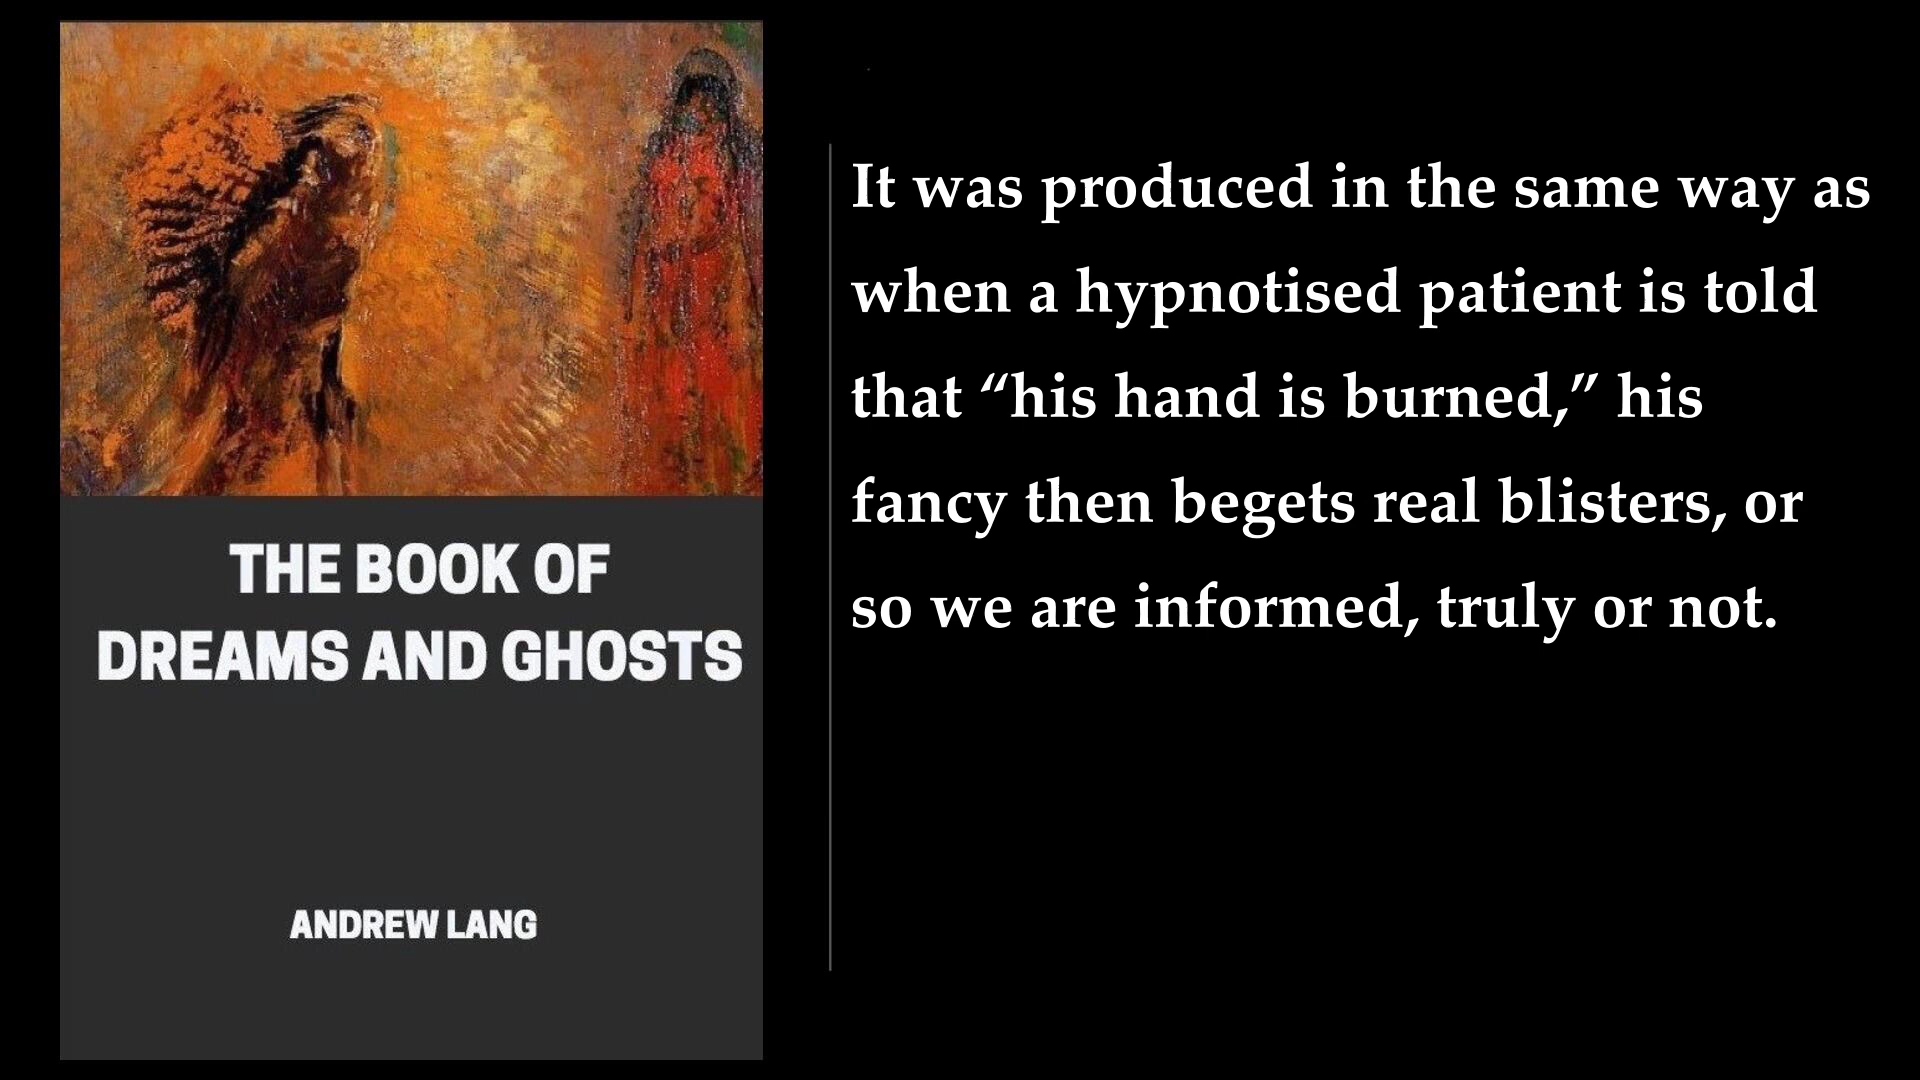 THE BOOK OF
DREAMS AND GHOSTS
ANDREW LANG
It was produced in the same way as
when a hypnotised patient is told
that “his hand is burned,” his
fancy then begets real blisters, or
so we are informed, truly or not.